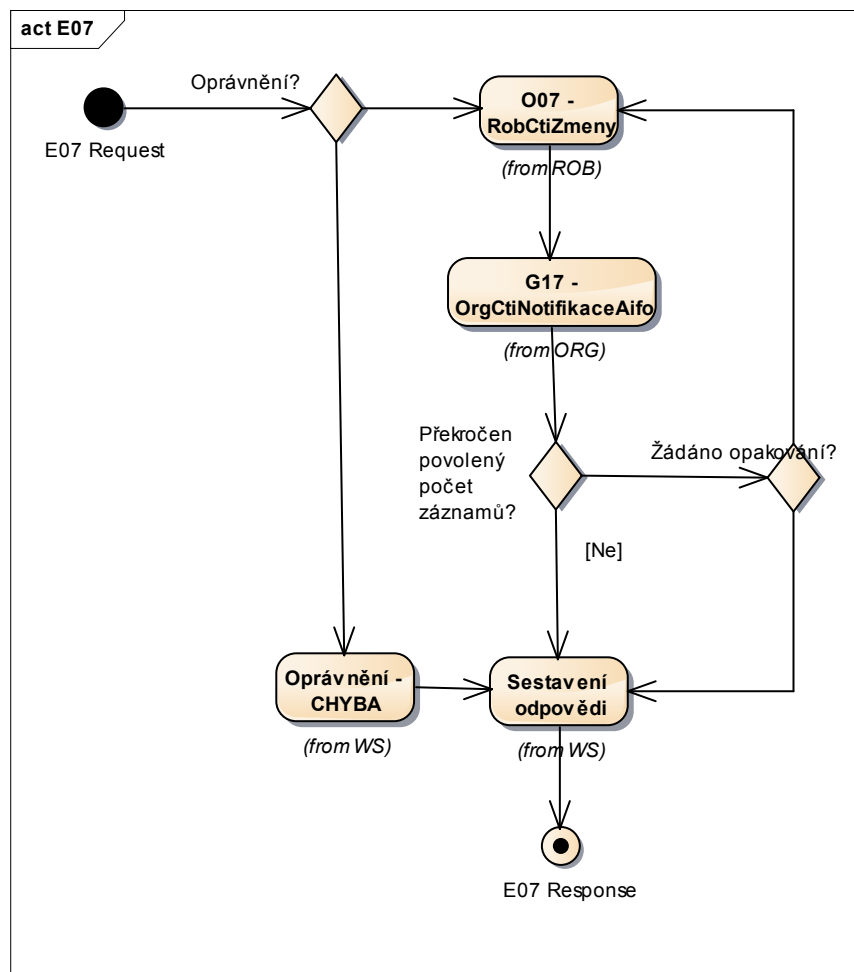 act E07
Oprávnění?
E07 Request
O07 -
RobCtiZmeny
(from ROB)
G17 -
OrgCtiNotifikaceAifo
(from ORG)
Překročen
povolený
počet
záznamů?
Žádáno opakování?
[Ne]
Oprávnění -
CHYBA
(from WS)
Sestavení
odpovědi
(from WS)
E07 Response